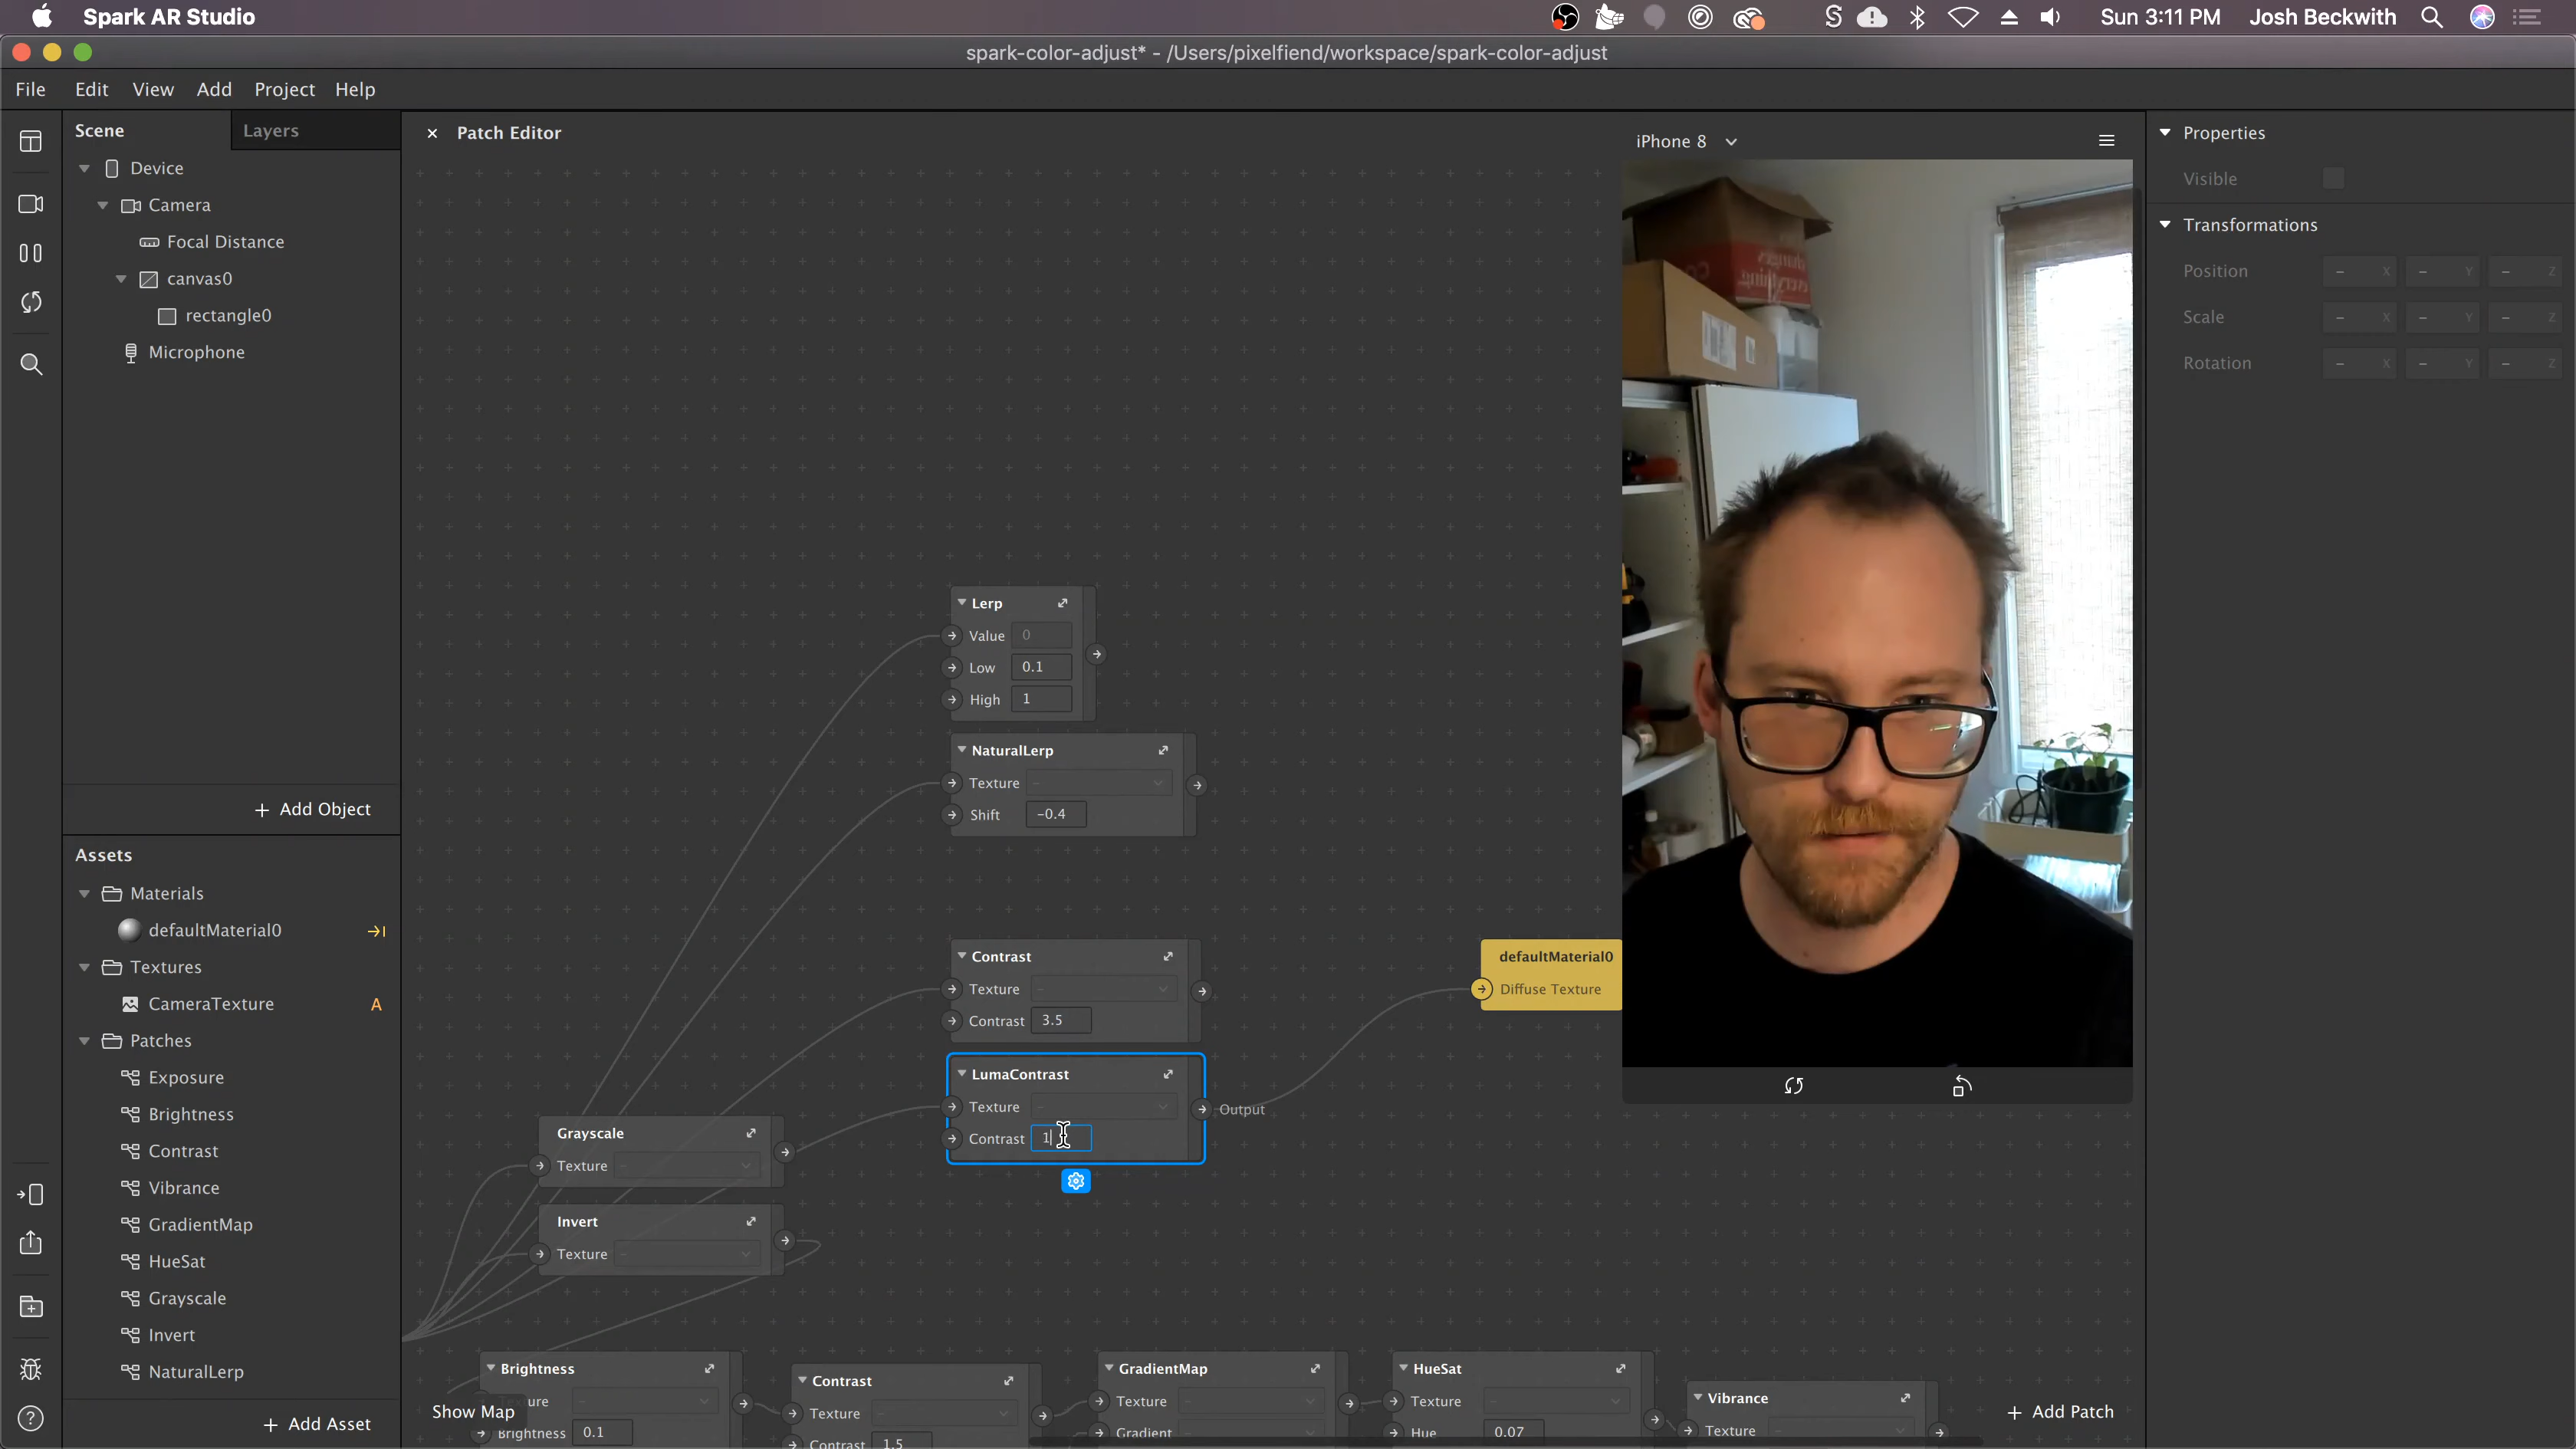 Spark AR Studio
Sun 3:11 PM Josh Beckwith
spark-color-adjust* - /Users/pixelfiend/workspace/spark-color-adjust
File Edit View Add Project Help
Scene Layers
Device
Camera
Focal Distance
canvas0
rectangle0
Microphone
+ Add Object
Assets
Materials
defaultMaterial0
Textures
CameraTexture A
Patches
Exposure
Brightness
Contrast
Vibrance
GradientMap
HueSat
Grayscale
Invert
NaturalLerp
+ Add Asset
Patch Editor
Lerp
Value 0
Low 0.1
High 1
NaturalLerp
Texture -
Shift -0.4
Contrast
Texture -
Contrast 3.5
LumaContrast
Texture -
Contrast 1
Output
defaultMaterial0
Diffuse Texture
Grayscale
Texture -
Invert
Texture -
Brightness
ure
Brightness 0.1
Show Map
Contrast
Texture -
Contrast 1.5
GradientMap
Texture -
Gradient -
HueSat
Texture -
Hue 0.07
Vibrance
Texture -
+ Add Patch
iPhone 8
changes
everything
Properties
Visible
Transformations
Position - X - Y - Z
Scale - X - Y - Z
Rotation - X - Y - Z